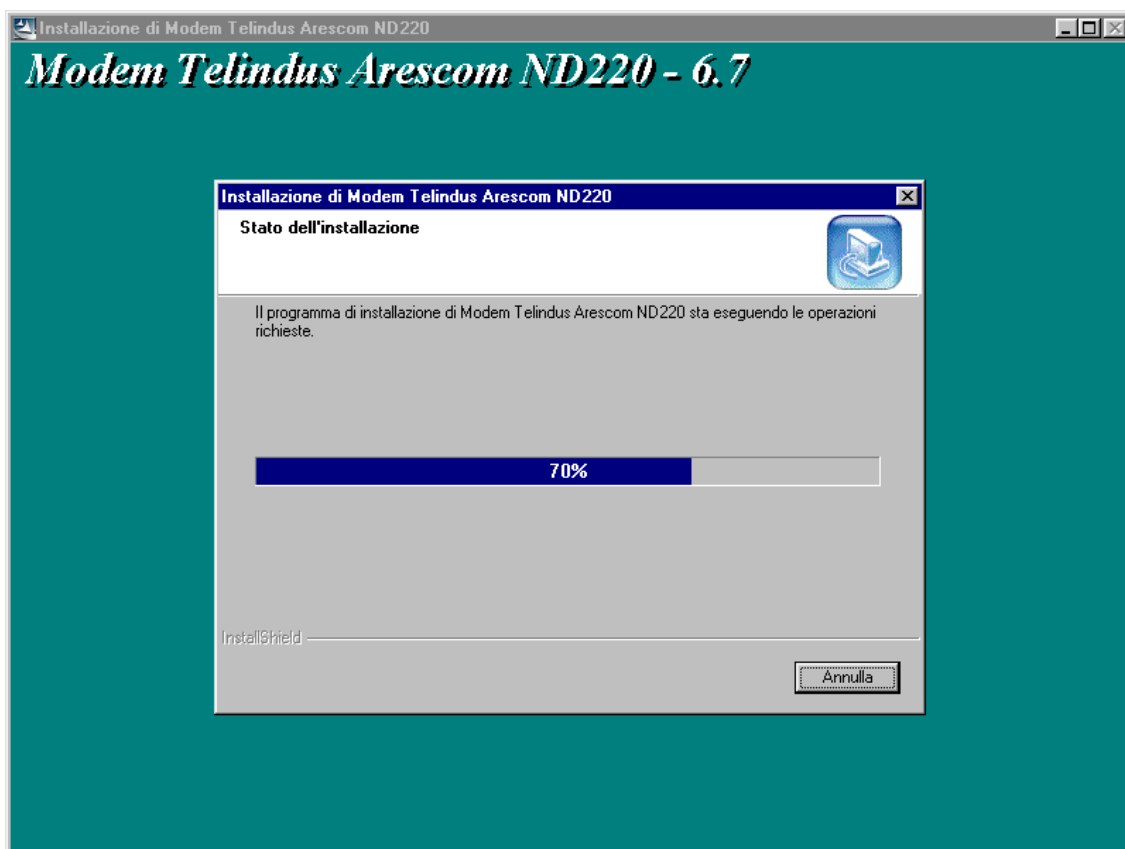 Installazione di Modem Telindus Arescom ND220
Modem Telindus Arescom ND220 - 6.7
Installazione di Modem Telindus Arescom ND220
Stato dell'installazione
Il programma di installazione di Modem Telindus Arescom ND220 sta eseguendo le operazioni
richieste.
70%
InstallShield
Annulla